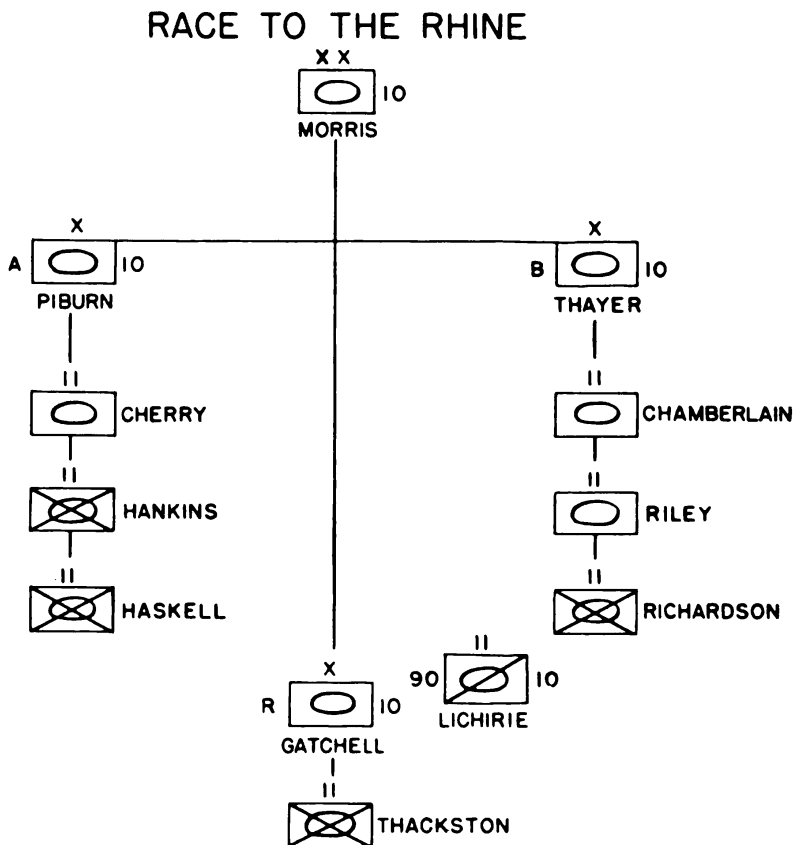 RACE TO THE RHINE
XX
10
MORRIS
X
A 10
PIBURN
X
B 10
THAYER
II
CHERRY
II
CHAMBERLAIN
II
HANKINS
II
RILEY
II
HASKELL
II
RICHARDSON
X
R 10
GATCHELL
II
90 10
LICHIRIE
II
THACKSTON